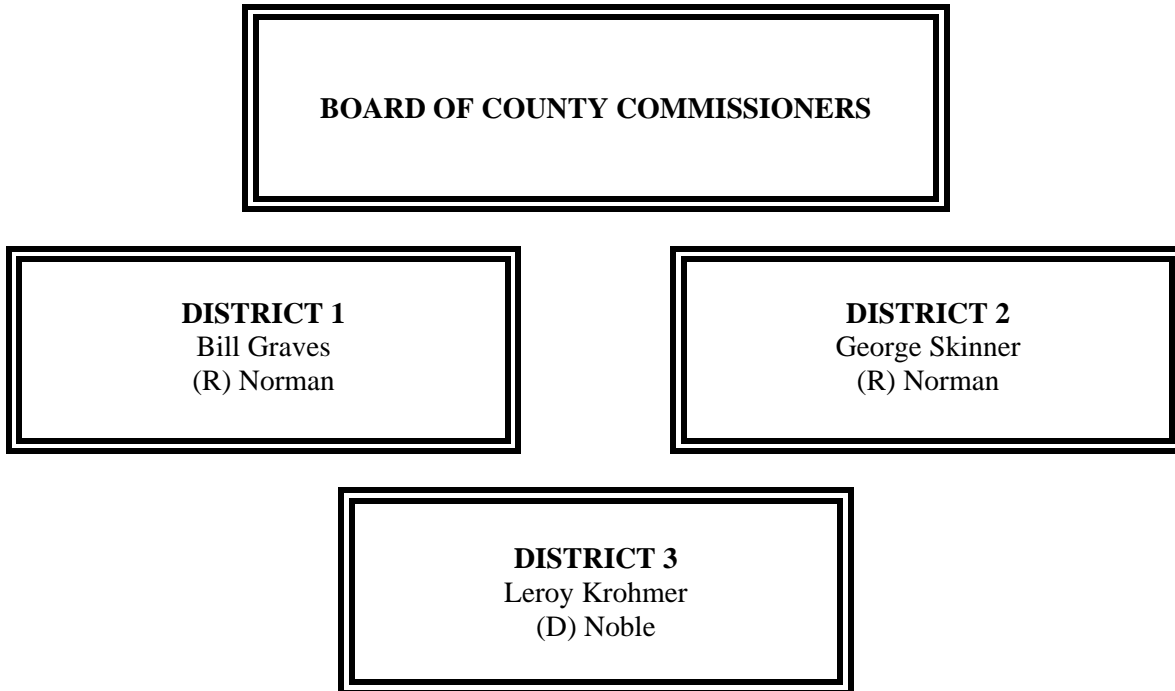 BOARD OF COUNTY COMMISSIONERS
DISTRICT 1
Bill Graves
(R) Norman
DISTRICT 2
George Skinner
(R) Norman
DISTRICT 3
Leroy Krohmer
(D) Noble